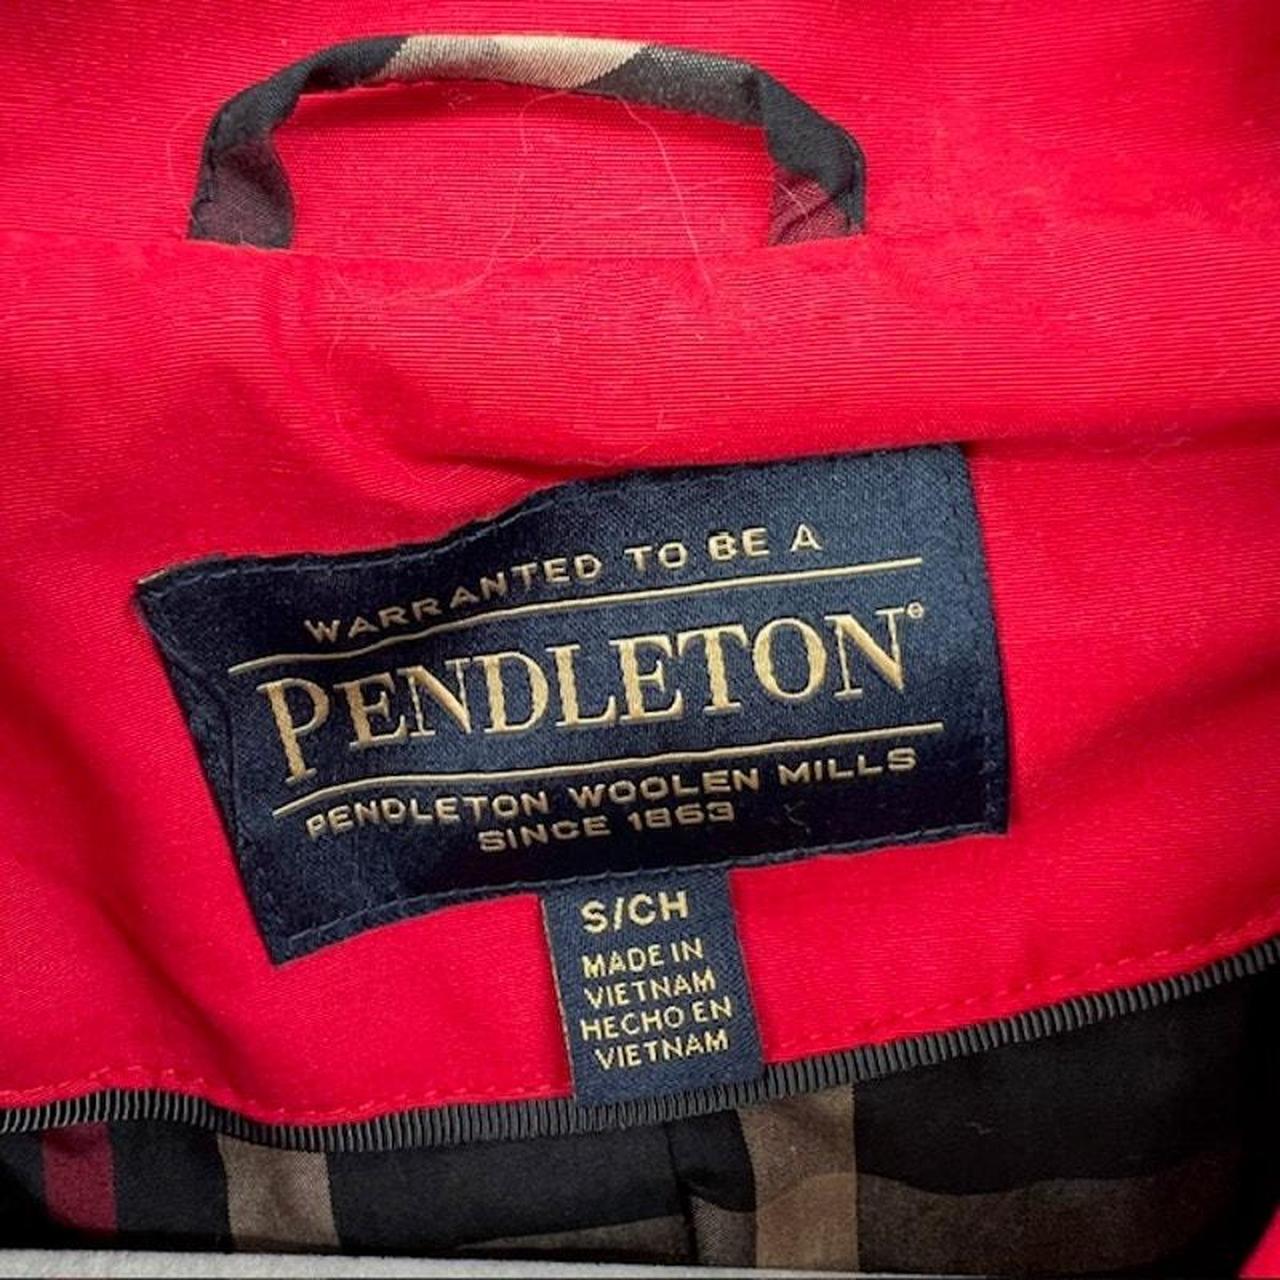 WARRANTED TO BE A
PENDLETON®
PENDLETON WOOLEN MILLS
SINCE 1863
S/CH
MADE IN
VIETNAM
HECHO EN
VIETNAM